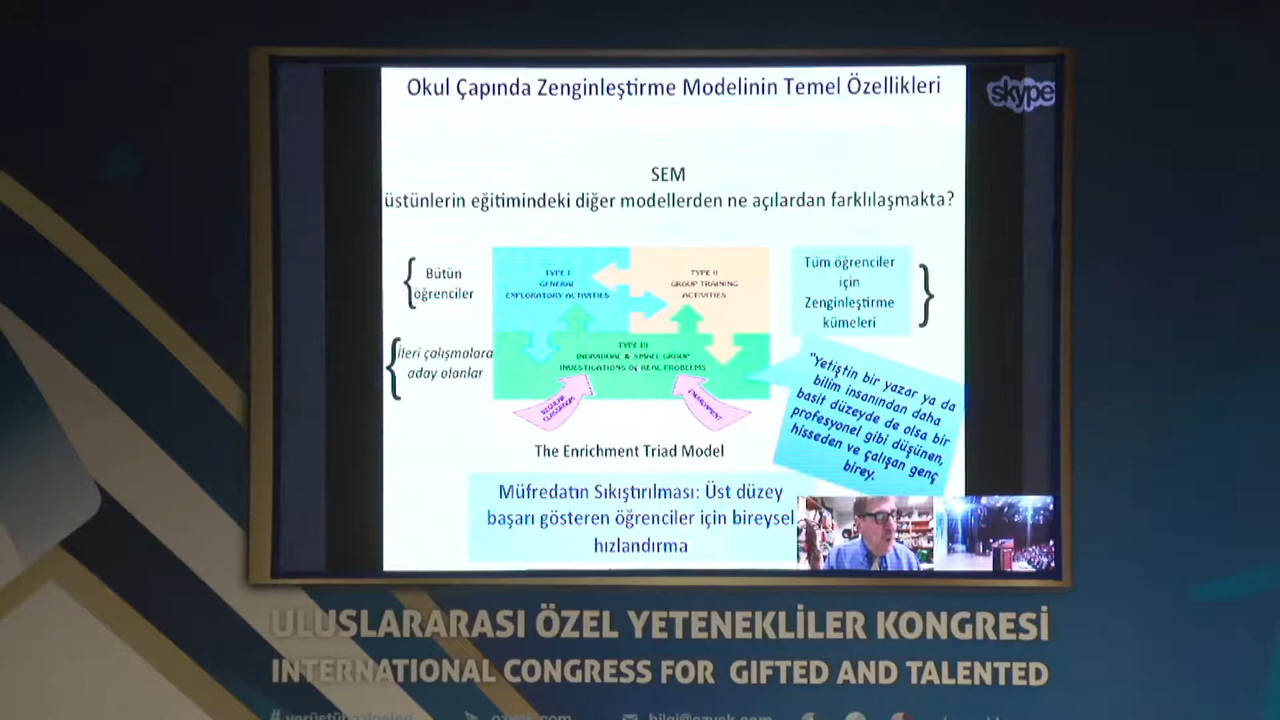 Okul Çapında Zenginleştirme Modelinin Temel Özellikleri
skype
SEM
üstünlerin eğitimindeki diğer modellerden ne açılardan farklılaşmakta?
Bütün
öğrenciler
İleri çalışmalara
aday olanlar
TYPE I
GENERAL
EXPLORATORY ACTIVITIES
TYPE II
GROUP TRAINING
ACTIVITIES
TYPE III
INDIVIDUAL & SMALL GROUP
INVESTIGATIONS OF REAL PROBLEMS
REGULAR
CLASSROOM
ENVIRONMENT
Tüm öğrenciler
için
Zenginleştirme
kümeleri
"Yetiştin bir yazar ya da
bilim insanından daha
basit düzeyde de olsa bir
profesyonel gibi düşünen,
hisseden ve çalışan genç
birey.
The Enrichment Triad Model
Müfredatın Sıkıştırılması: Üst düzey
başarı gösteren öğrenciler için bireysel
hızlandırma
ULUSLARARASI ÖZEL YETENEKLİLER KONGRESİ
INTERNATIONAL CONGRESS FOR GIFTED AND TALENTED